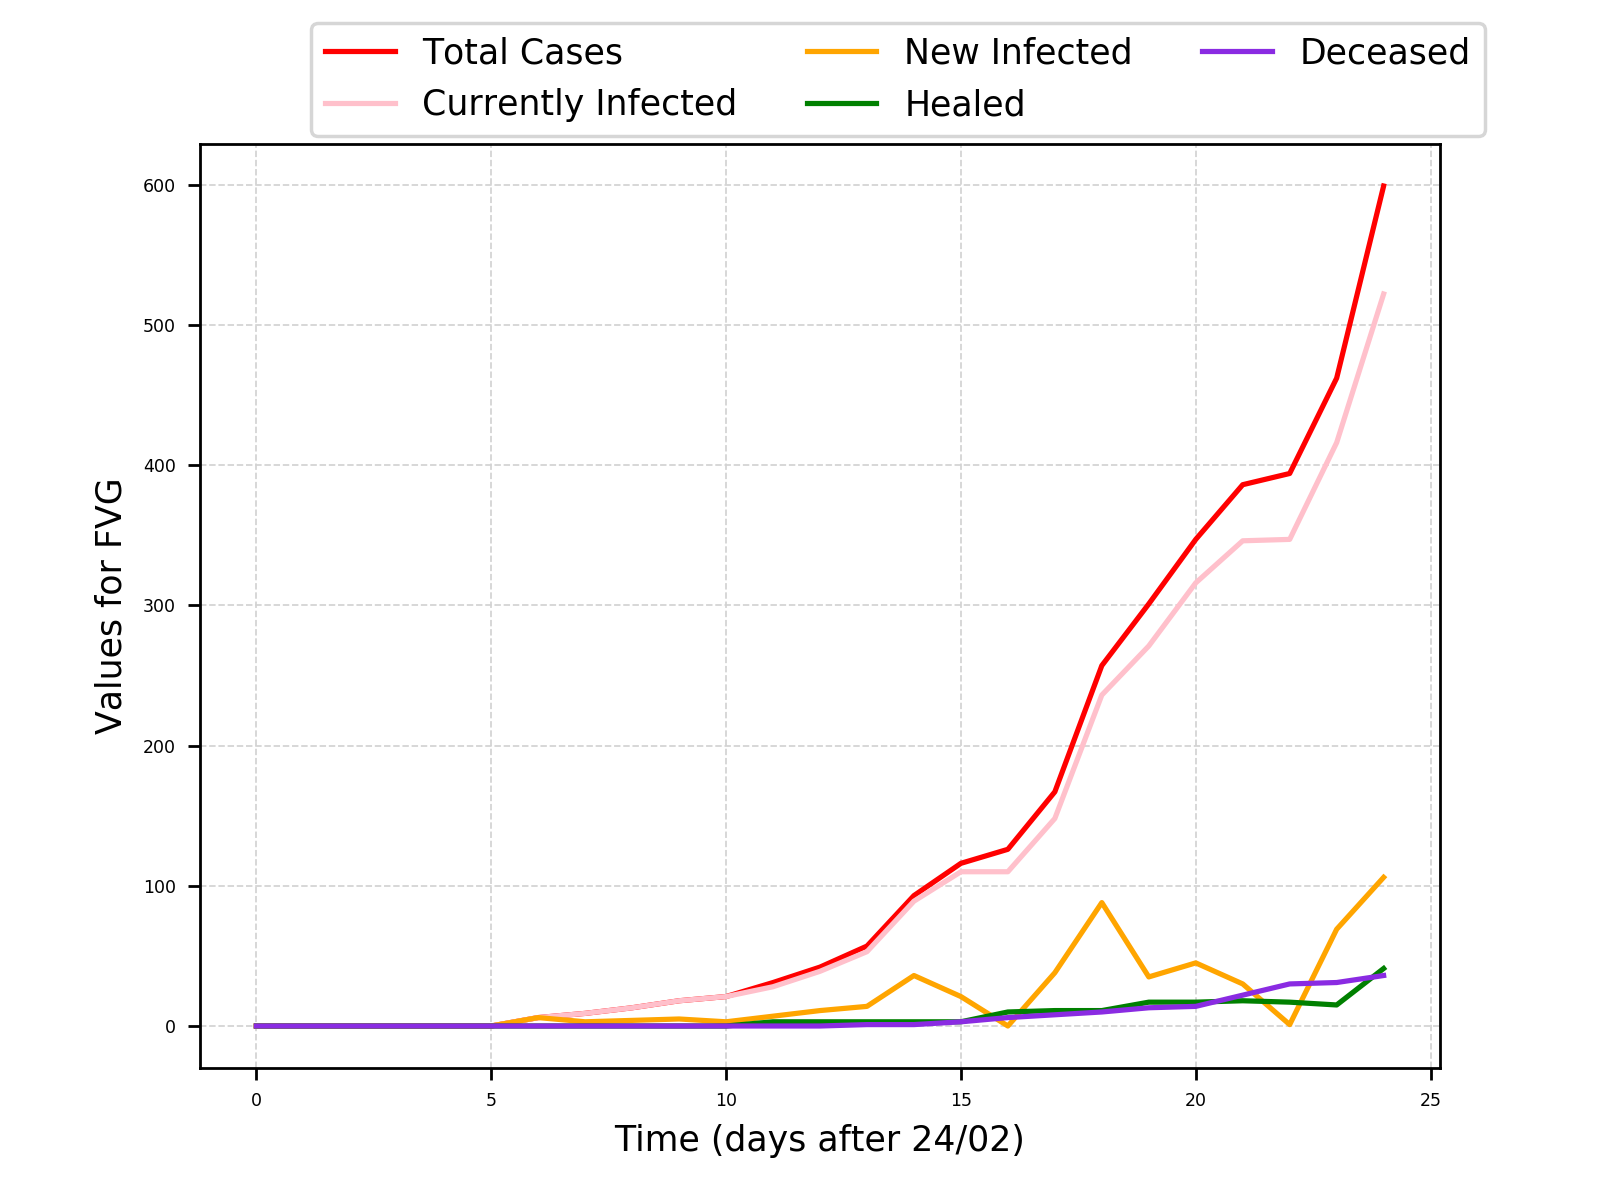 Total Cases
Currently Infected
New Infected
Healed
Deceased
Values for FVG
600
500
400
300
200
100
0
0 5 10 15 20 25
Time (days after 24/02)